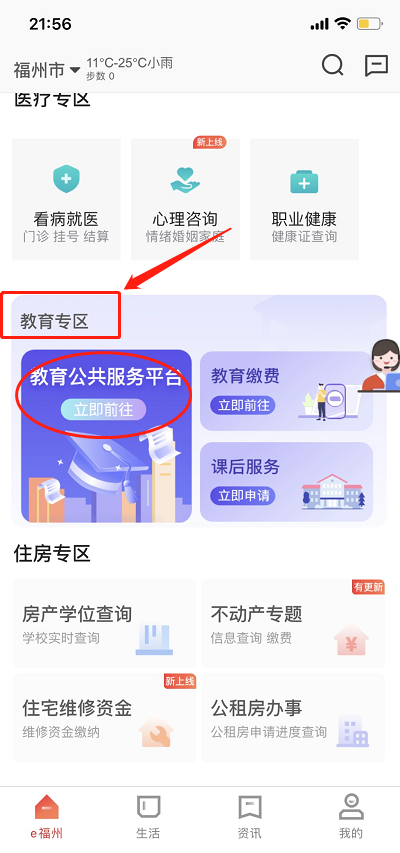 21:56
福州市
11°C-25°C小雨
步数 0
医疗专区
新上线
看病就医
门诊 挂号 结算
心理咨询
情绪婚姻家庭
职业健康
健康证查询
教育专区
教育公共服务平台
立即前往
教育缴费
立即前往
课后服务
立即申请
住房专区
房产学位查询
学校实时查询
有更新
不动产专题
信息查询 缴费
新上线
住宅维修资金
维修资金缴纳
公租房办事
公租房申请进度查询
e福州
生活
资讯
我的